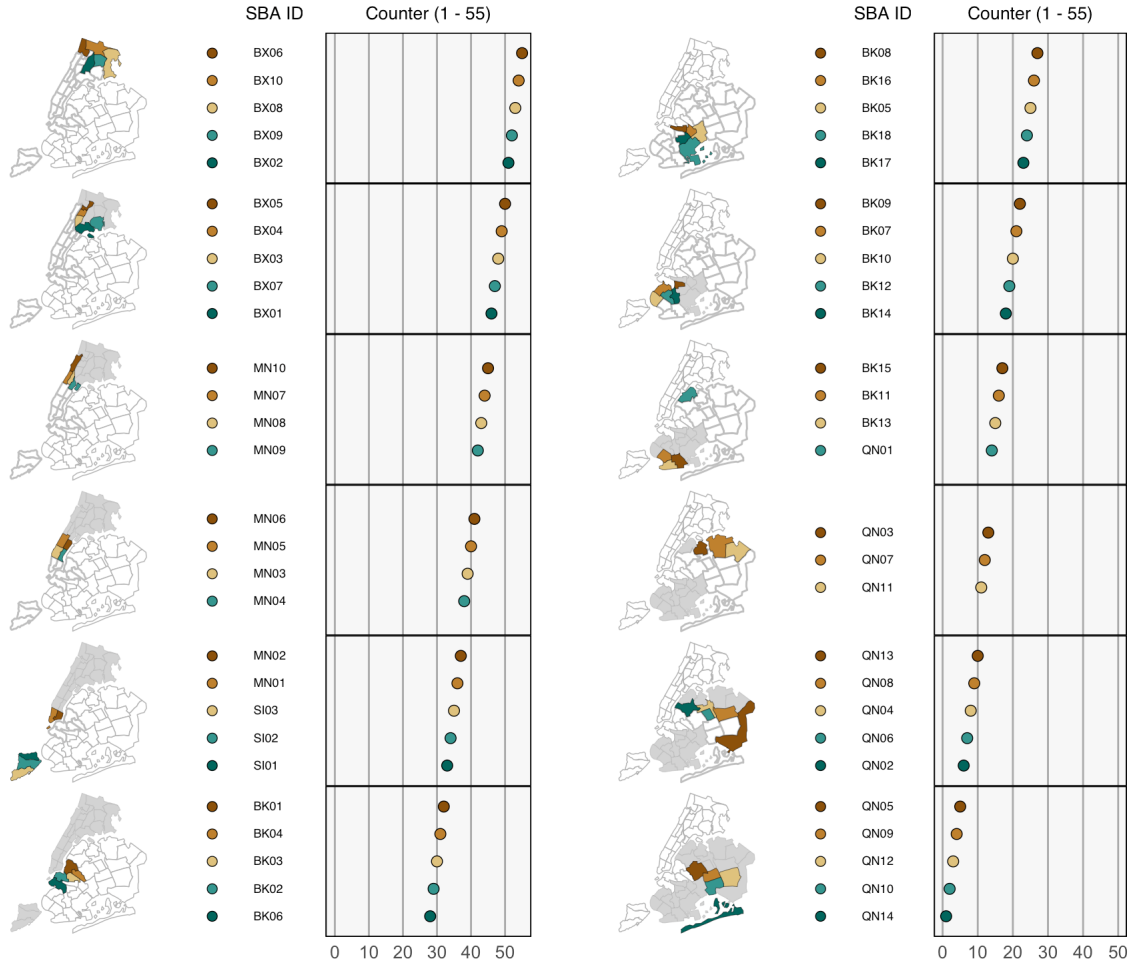 SBA ID Counter (1 - 55)
BX06
BX10
BX08
BX09
BX02
BX05
BX04
BX03
BX07
BX01
MN10
MN07
MN08
MN09
MN06
MN05
MN03
MN04
MN02
MN01
SI03
SI02
SI01
BK01
BK04
BK03
BK02
BK06
0 10 20 30 40 50
SBA ID Counter (1 - 55)
BK08
BK16
BK05
BK18
BK17
BK09
BK07
BK10
BK12
BK14
BK15
BK11
BK13
QN01
QN03
QN07
QN11
QN13
QN08
QN04
QN06
QN02
QN05
QN09
QN12
QN10
QN14
0 10 20 30 40 50